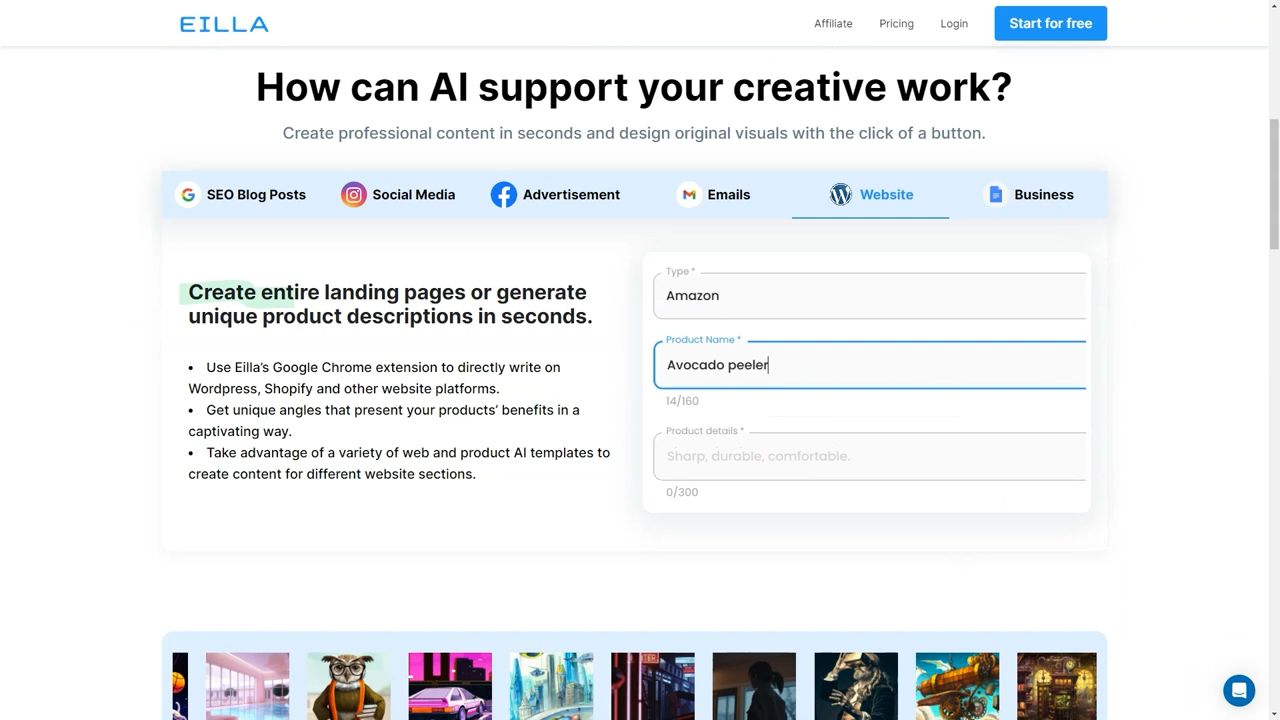 EILLA
Affiliate
Pricing
Login
Start for free
How can AI support your creative work?
Create professional content in seconds and design original visuals with the click of a button.
SEO Blog Posts
Social Media
Advertisement
Emails
Website
Business
Create entire landing pages or generate
unique product descriptions in seconds.
• Use Eilla’s Google Chrome extension to directly write on
Wordpress, Shopify and other website platforms.
• Get unique angles that present your products’ benefits in a
captivating way.
• Take advantage of a variety of web and product AI templates to
create content for different website sections.
Type *
Amazon
Product Name *
Avocado peeler
14/160
Product details *
Sharp, durable, comfortable.
0/300